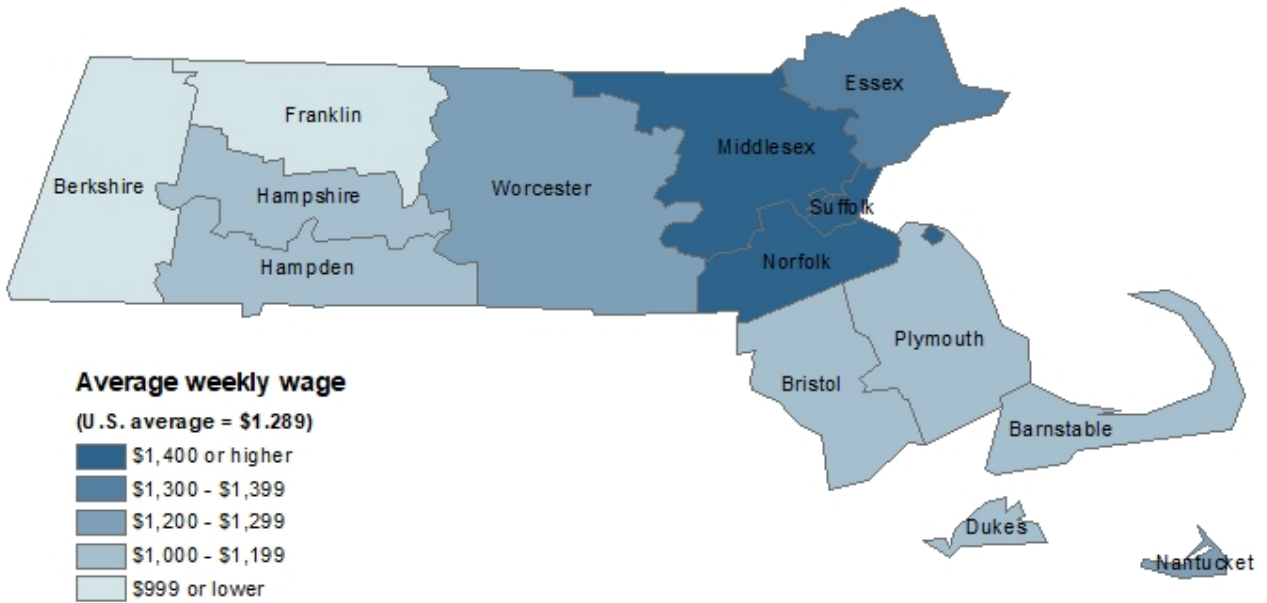 Essex
Franklin
Middlesex
Berkshire
Hampshire
Worcester
Suffolk
Hampden
Norfolk
Plymouth
Bristol
Barnstable
Dukes
Nantucket
Average weekly wage
(U.S. average = $1.289)
$1,400 or higher
$1,300 - $1,399
$1,200 - $1,299
$1,000 - $1,199
$999 or lower